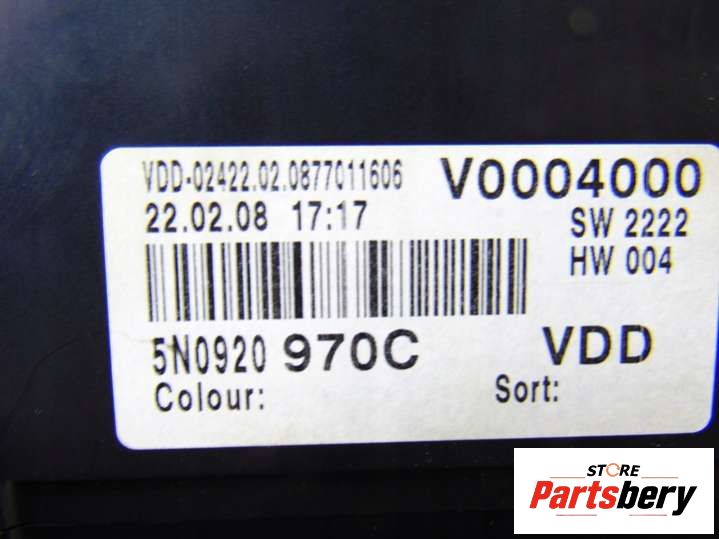 VDD-02422.02.0877011606 V0004000
22.02.08 17:17 SW 2222
HW 004
5N0920 970C VDD
Colour: Sort:
STORE
Partsbery